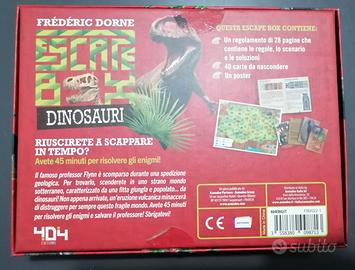 FRÉDÉRIC DORNE
ESCAPE
BOX
DINOSAURI
RIUSCIRETE A SCAPPARE
IN TEMPO?
Avete 45 minuti per risolvere gli enigmi!
Il famoso professor Flynn è scomparso durante una spedizione
geologica. Per trovarlo, scenderete in uno strano mondo
sotterraneo, caratterizzato da una fitta giungla e popolato... da
dinosauri! Non appena arrivate, un'eruzione vulcanica minaccerà di
distruggere per sempre questo fragile mondo. Avete 45 minuti per
risolvere gli enigmi e salvare il professore! Sbrigatevi!
404
EDITIONS
QUESTA ESCAPE BOX CONTIENE:
Un regolamento di 28 pagine che
contiene le regole, lo scenario
e le soluzioni
40 carte da nascondere
Un poster
subito